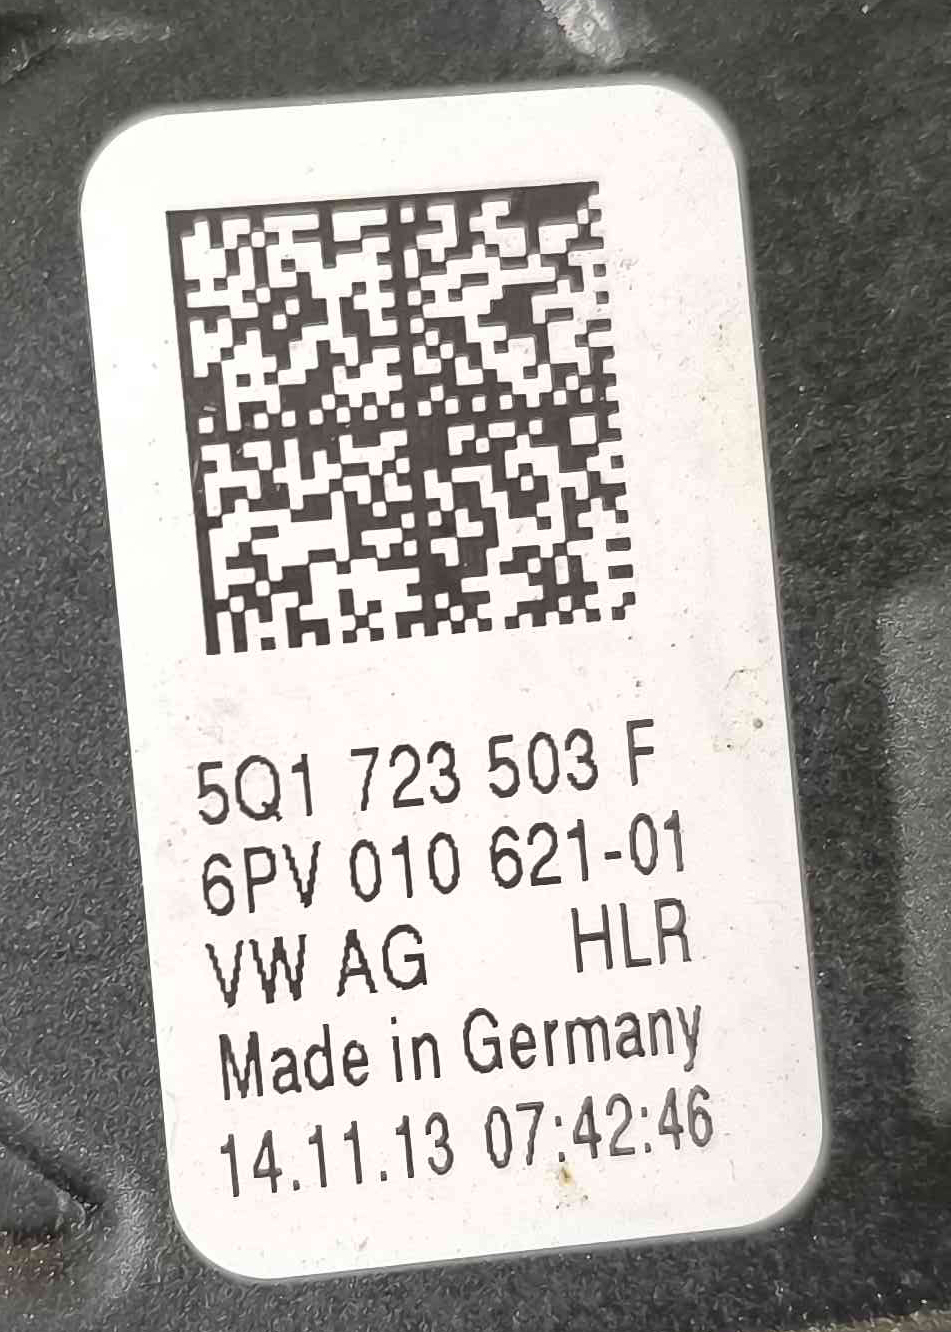 5Q1 723 503 F
6PV 010 621-01
VW AG HLR
Made in Germany
14.11.13 07:42:46